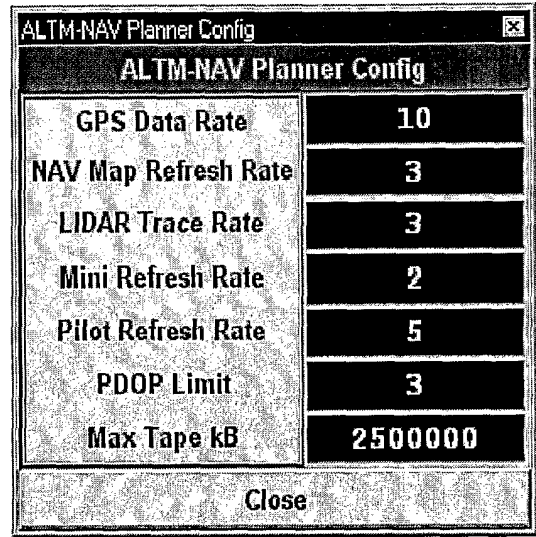 ALTM-NAV Planner Config
ALTM-NAV Planner Config
GPS Data Rate 10
NAV Map Refresh Rate 3
LIDAR Trace Rate 3
Mini Refresh Rate 2
Pilot Refresh Rate 5
PDOP Limit 3
Max Tape kB 2500000
Close